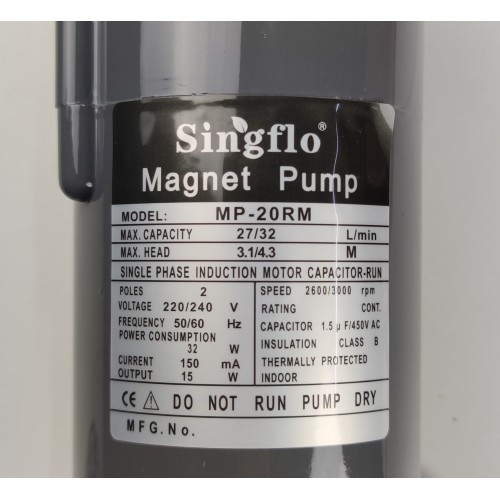 Singflo®
Magnet Pump
MODEL: MP-20RM
MAX. CAPACITY 27/32 L/min
MAX. HEAD 3.1/4.3 M
SINGLE PHASE INDUCTION MOTOR CAPACITOR-RUN
POLES 2
VOLTAGE 220/240 V
FREQUENCY 50/60 Hz
POWER CONSUMPTION
32 W
CURRENT 150 mA
OUTPUT 15 W
SPEED 2600/3000 rpm
RATING CONT.
CAPACITOR 1.5 μ F/450V AC
INSULATION CLASS B
THERMALLY PROTECTED
INDOOR
CE DO NOT RUN PUMP DRY
MFG.No.